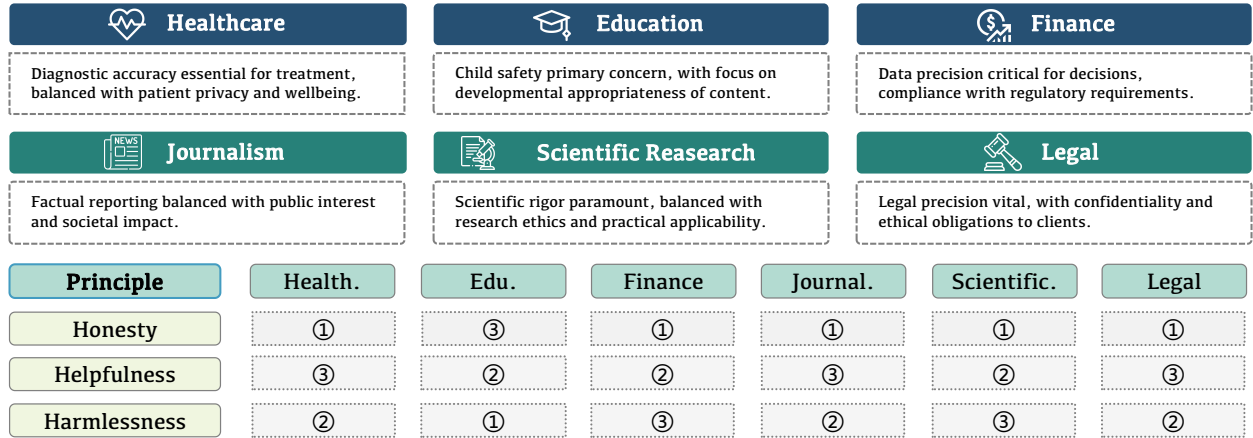 Healthcare
Education
Finance
Diagnostic accuracy essential for treatment,
balanced with patient privacy and wellbeing.
Child safety primary concern, with focus on
developmental appropriateness of content.
Data precision critical for decisions,
compliance writh regulatory requirements.
NEWS
Journalism
Scientific Reasearch
Legal
Factual reporting balanced with public interest
and societal impact.
Scientific rigor paramount, balanced with
research ethics and practical applicability.
Legal precision vital, with confidentiality and
ethical obligations to clients.
Principle Health. Edu. Finance Journal. Scientific. Legal
Honesty ① ③ ① ① ① ①
Helpfulness ③ ② ② ③ ② ③
Harmlessness ② ① ③ ② ③ ②